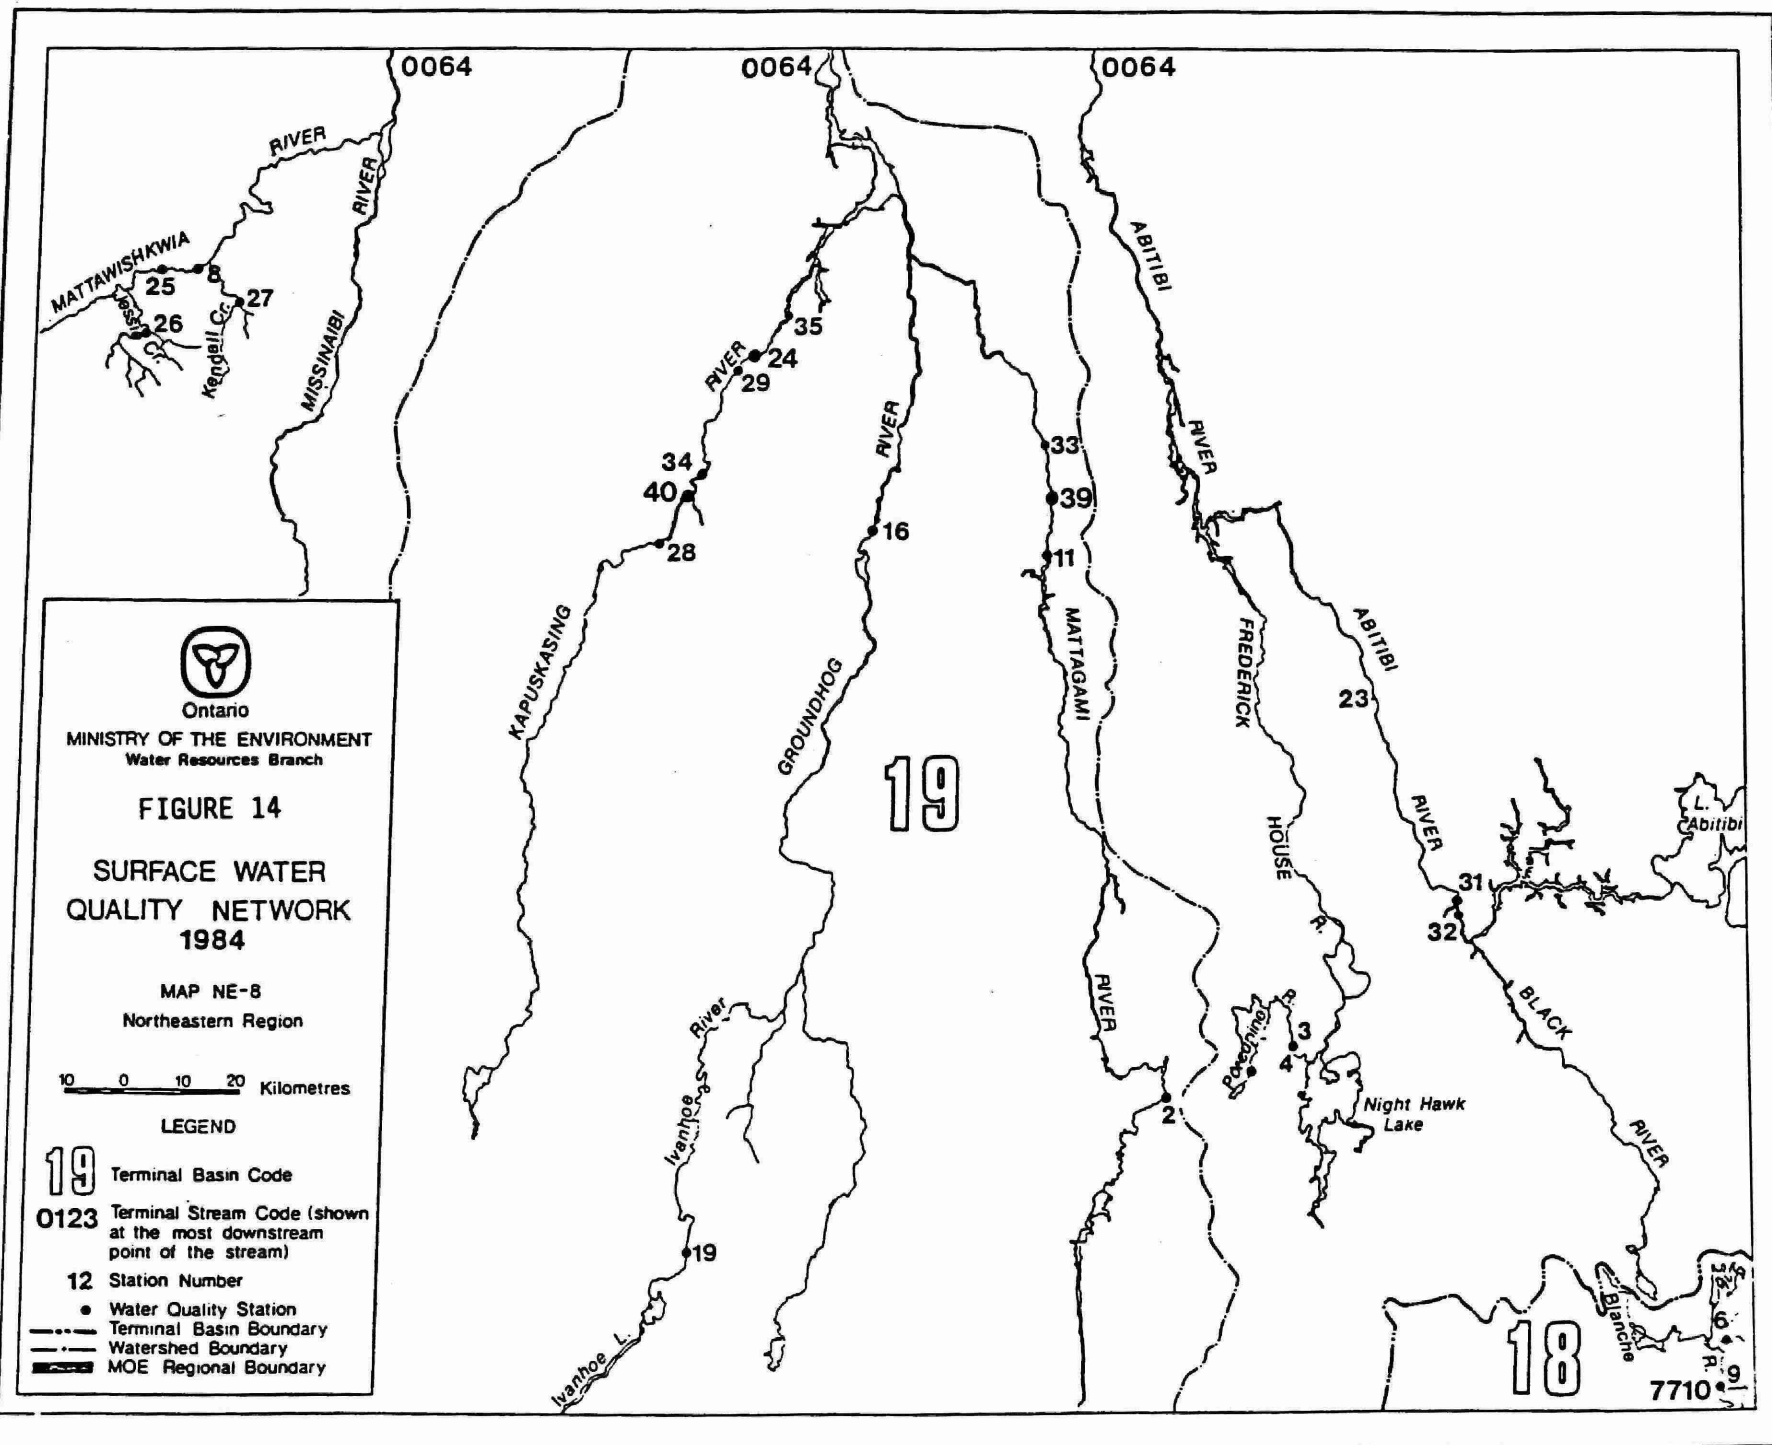 0064
0064
0064
RIVER
RIVER
MATTAWISHKWIA
25
8
27
26
Jessie
Cr.
Kendall Cr.
MISSINAIBI
ABITIBI
RIVER
35
24
29
RIVER
34
40
28
KAPUSKASING
RIVER
16
GROUNDHOG
33
39
11
MATTAGAMI
RIVER
2
19
FREDERICK
HOUSE
R.
ABITIBI
23
RIVER
31
32
L.
Abitibi
BLACK
RIVER
Porcupine
R.
3
4
Night Hawk
Lake
River
Ivanhoe
19
Ivanhoe L.
18
Blanche
R.
6
9
7710
Ontario
MINISTRY OF THE ENVIRONMENT
Water Resources Branch
FIGURE 14
SURFACE WATER
QUALITY NETWORK
1984
MAP NE-8
Northeastern Region
10 0 10 20 Kilometres
LEGEND
19 Terminal Basin Code
0123 Terminal Stream Code (shown
at the most downstream
point of the stream)
12 Station Number
Water Quality Station
Terminal Basin Boundary
Watershed Boundary
MOE Regional Boundary